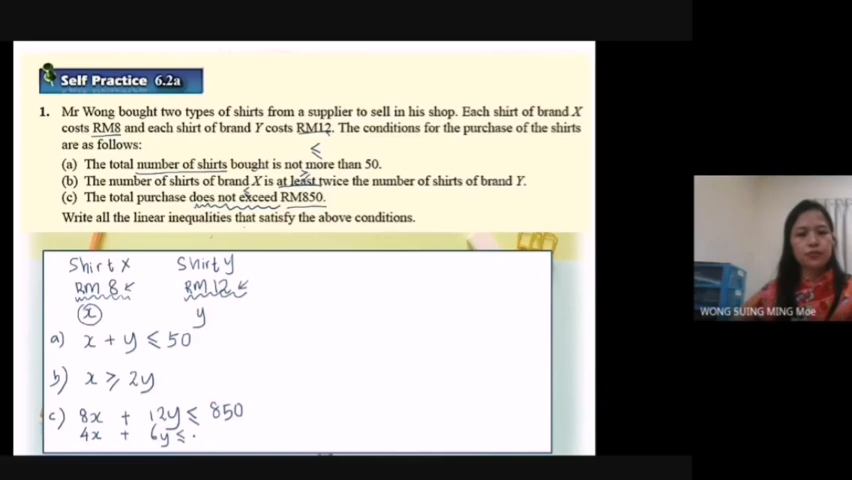 Self Practice 6.2a
1. Mr Wong bought two types of shirts from a supplier to sell in his shop. Each shirt of brand X
costs RM8 and each shirt of brand Y costs RM12. The conditions for the purchase of the shirts
are as follows:
≤
(a) The total number of shirts bought is not more than 50.
≥
(b) The number of shirts of brand X is at least twice the number of shirts of brand Y.
≤
(c) The total purchase does not exceed RM850.
Write all the linear inequalities that satisfy the above conditions.
Shirt x Shirt y
RM 8 RM 12
x y
a) x + y ≤ 50
b) x ≥ 2y
c) 8x + 12y ≤ 850
4x + 6y ≤
WONG SUING MING Moe